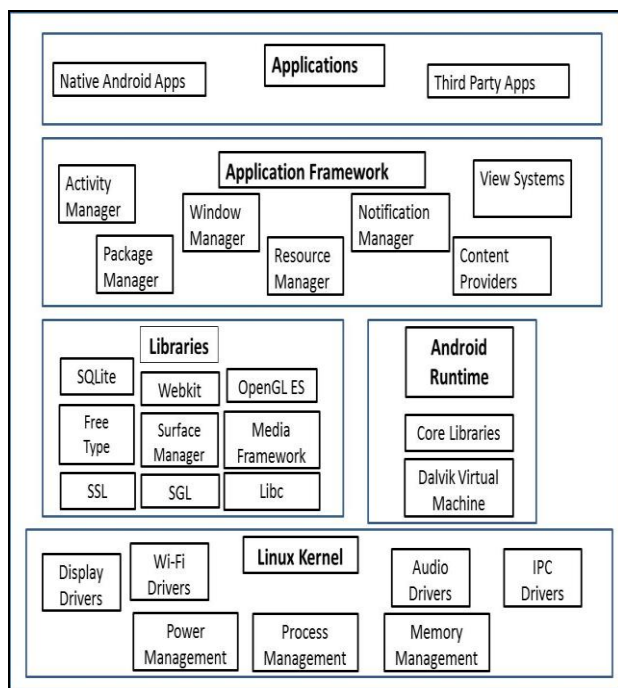 Applications
Native Android Apps
Third Party Apps
Application Framework
Activity
Manager
Window
Manager
Notification
Manager
View Systems
Package
Manager
Resource
Manager
Content
Providers
Libraries
SQLite
Webkit
OpenGL ES
Free
Type
Surface
Manager
Media
Framework
SSL
SGL
Libc
Android
Runtime
Core Libraries
Dalvik Virtual
Machine
Linux Kernel
Display
Drivers
Wi-Fi
Drivers
Audio
Drivers
IPC
Drivers
Power
Management
Process
Management
Memory
Management